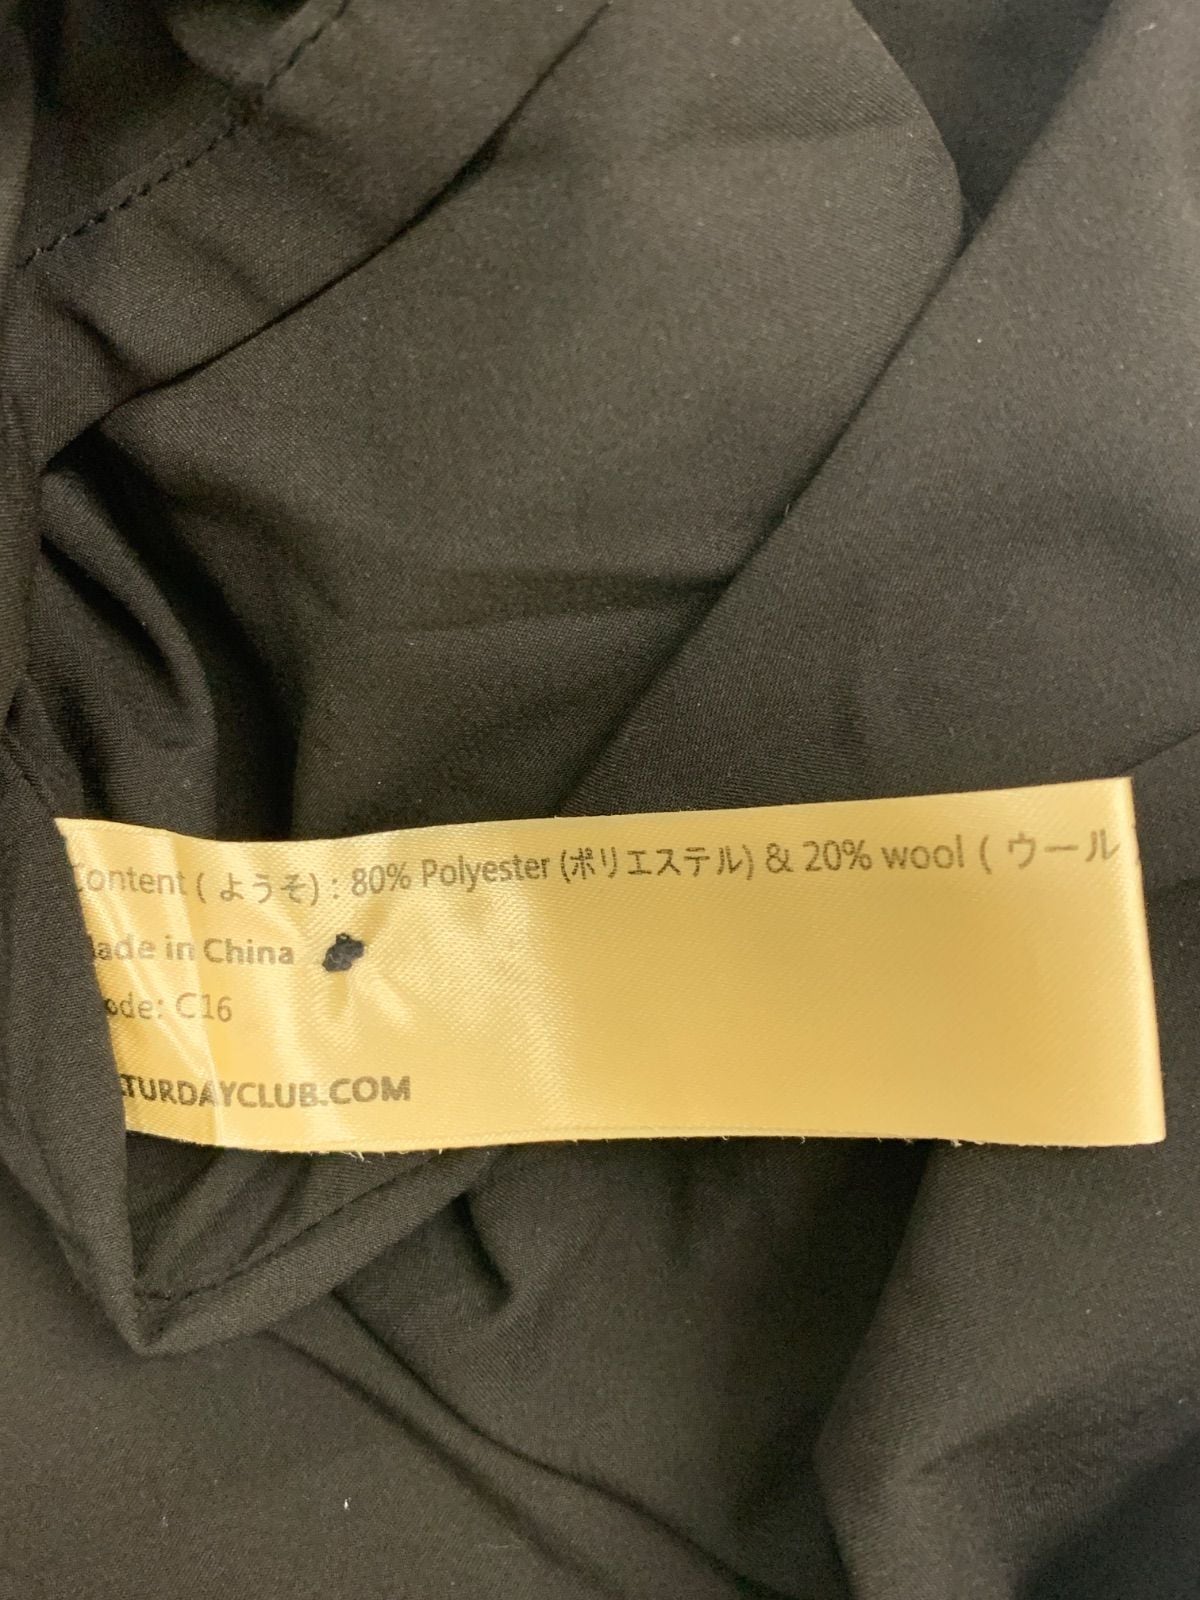 Content ( ようそ) : 80% Polyester (ポリエステル) & 20% wool ( ウール
Made in China
ode: C16
TURDAYCLUB.COM